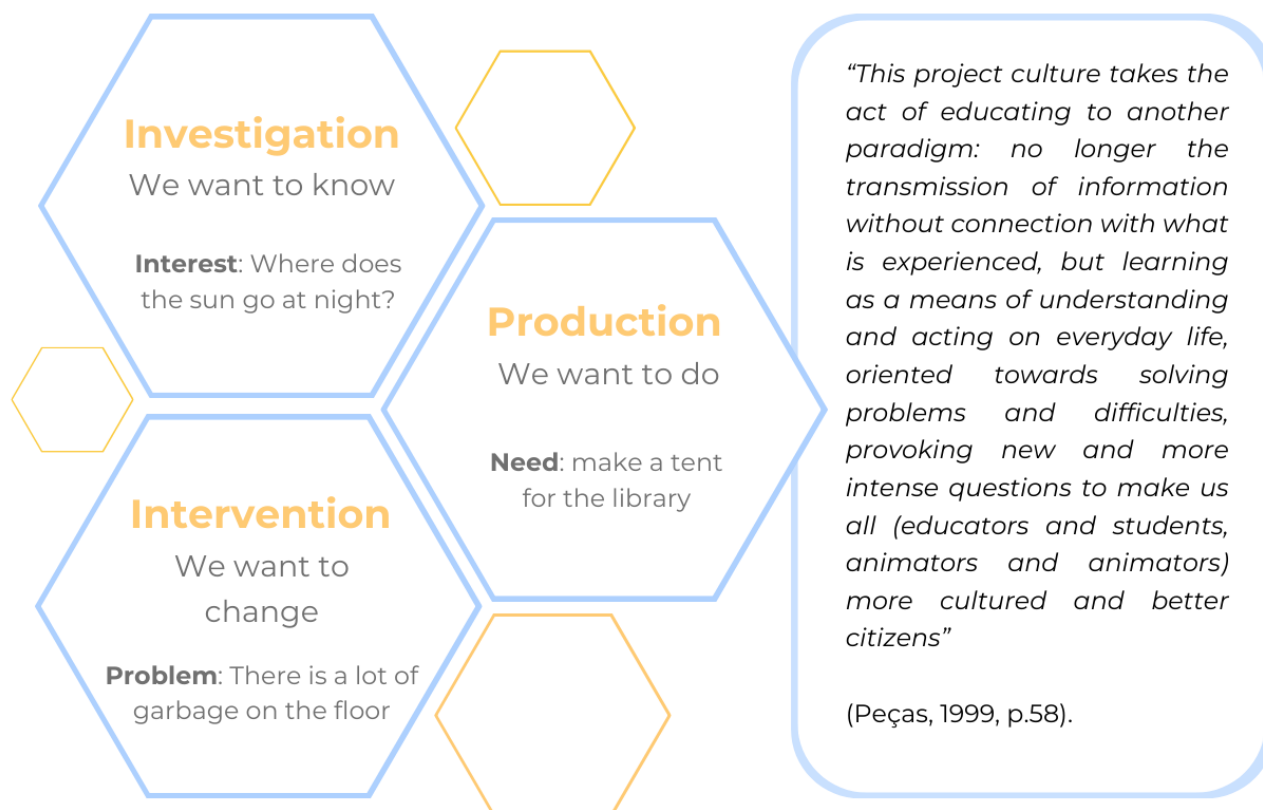 Investigation
We want to know
Interest: Where does
the sun go at night?
Production
We want to do
Need: make a tent
for the library
Intervention
We want to
change
Problem: There is a lot of
garbage on the floor
“This project culture takes the
act of educating to another
paradigm: no longer the
transmission of information
without connection with what
is experienced, but learning
as a means of understanding
and acting on everyday life,
oriented towards solving
problems and difficulties,
provoking new and more
intense questions to make us
all (educators and students,
animators and animators)
more cultured and better
citizens”
(Peças, 1999, p.58).